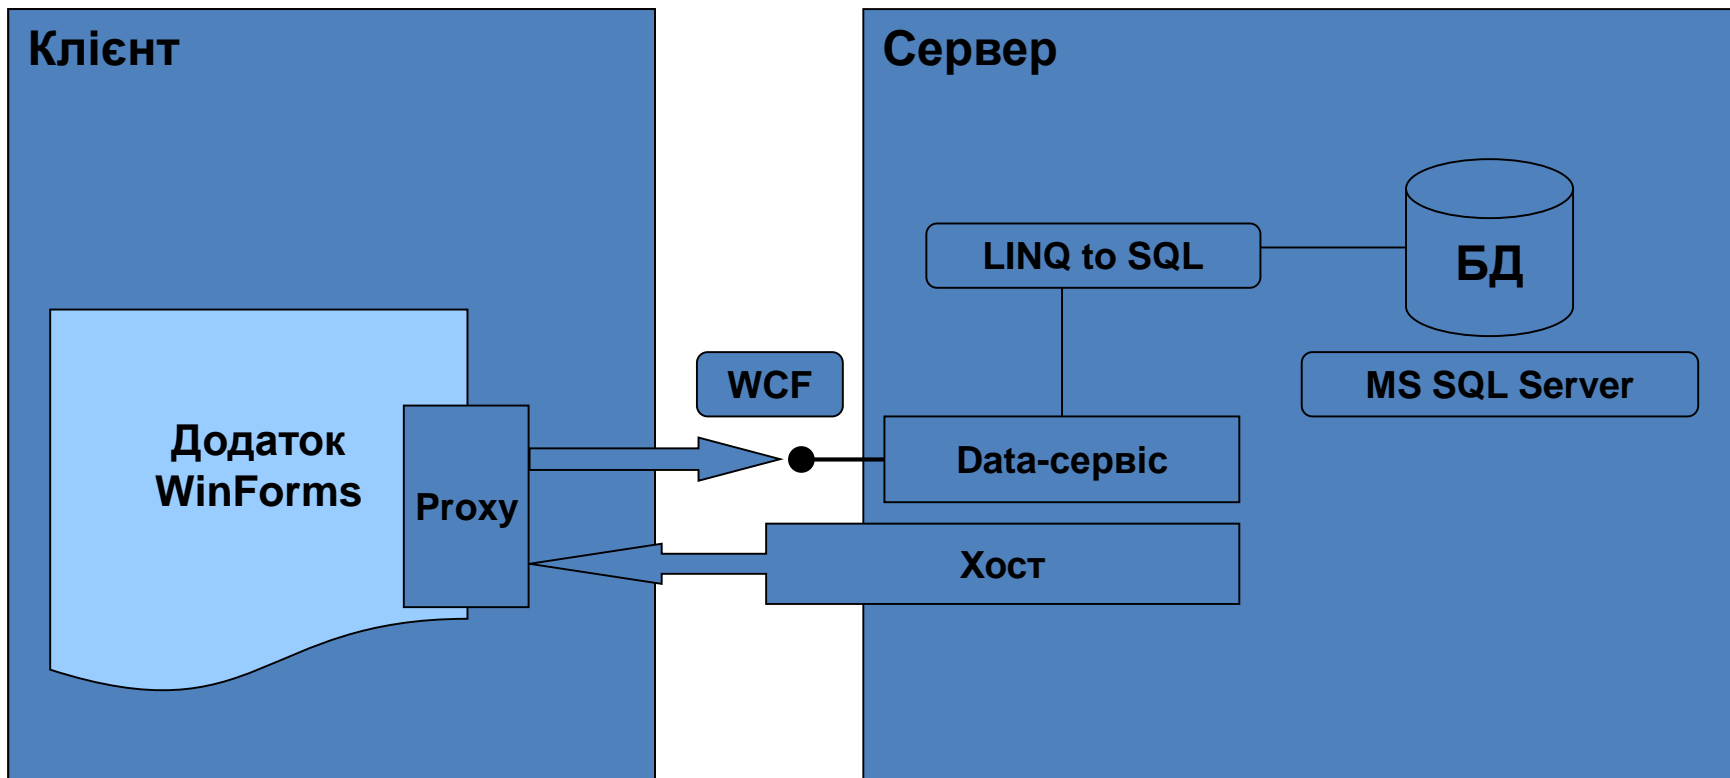 Клієнт
Сервер
LINQ to SQL
БД
WCF
MS SQL Server
Додаток
WinForms
Proxy
Data-сервіс
Хост